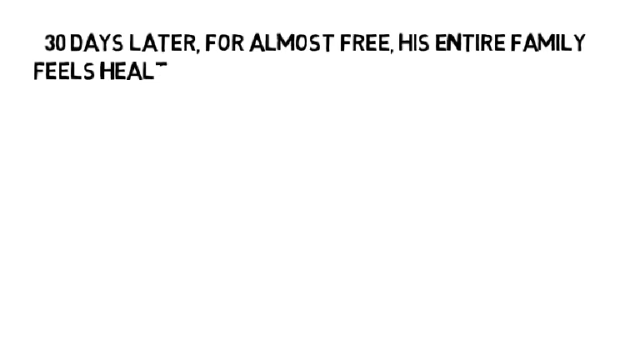 30 DAYS LATER, FOR ALMOST FREE, HIS ENTIRE FAMILY
FEELS HEAL